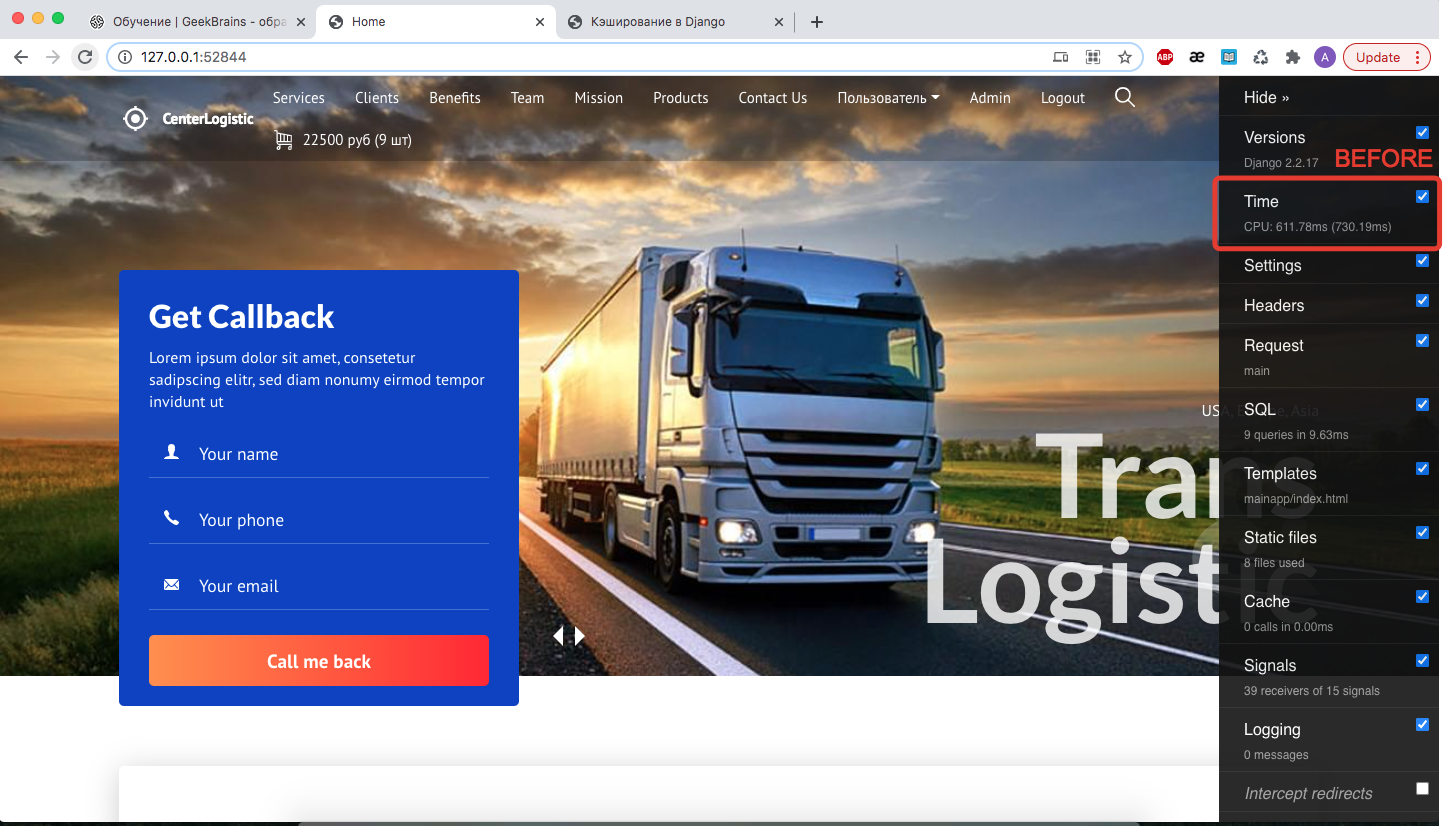 Обучение | GeekBrains - обра
Home
Кэширование в Django
127.0.0.1:52844
ABP
æ
A
Update
CenterLogistic
Services
Clients
Benefits
Team
Mission
Products
Contact Us
Пользователь
Admin
Logout
22500 руб (9 шт)
Get Callback
Lorem ipsum dolor sit amet, consetetur
sadipscing elitr, sed diam nonumy eirmod tempor
invidunt ut
Your name
Your phone
Your email
Call me back
USA, Europe, Asia
Trans
Logistic
Hide »
Versions
Django 2.2.17
BEFORE
Time
CPU: 611.78ms (730.19ms)
Settings
Headers
Request
main
SQL
9 queries in 9.63ms
Templates
mainapp/index.html
Static files
8 files used
Cache
0 calls in 0.00ms
Signals
39 receivers of 15 signals
Logging
0 messages
Intercept redirects